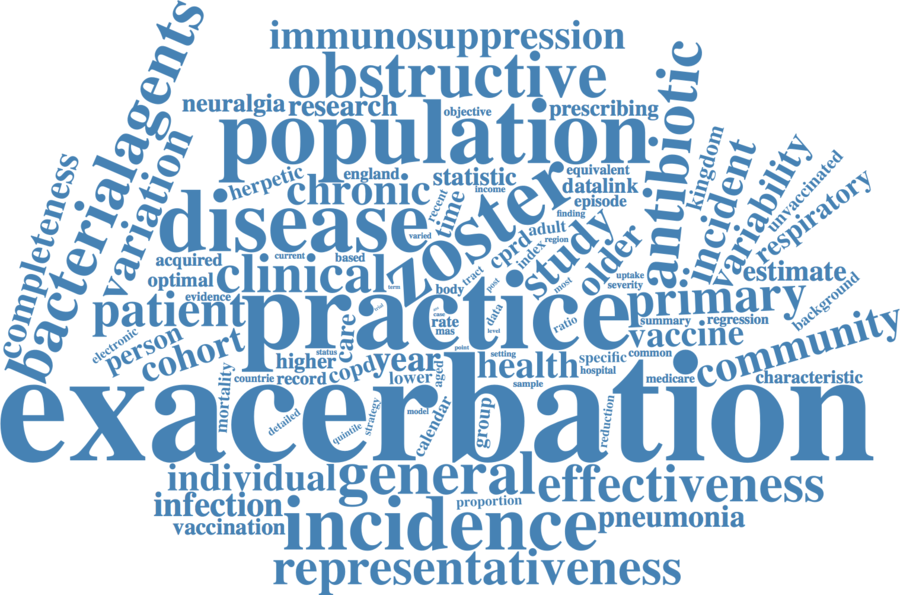 immunosuppression
obstructive
neuralgia
research
objective
prescribing
population
antibiotic
bacterialagents
completeness
variation
herpetic
england
statistic
equivalent
income
chronic
datalink
episode
kingdom
incident
variability
unvaccinated
respiratory
disease
recent
time
zoster
finding
adult
cprd
region
index
study
older
varied
acquired
current
based
optimal
clinical
term
body
tract
post
most
uptake
severity
estimate
evidence
patient
practice
primary
background
electronic
person
cohort
care
case
rate
mas
data
level
ratio
summary
regression
vaccine
community
status
higher
point
year
setting
specific
common
health
hospital
countrie
record
copd
lower
aged
sample
medicare
characteristic
mortality
exacerbation
detailed
quintile
strategy
model
calendar
group
reduction
individual
general
effectiveness
infection
proportion
vaccination
incidence
pneumonia
representativeness